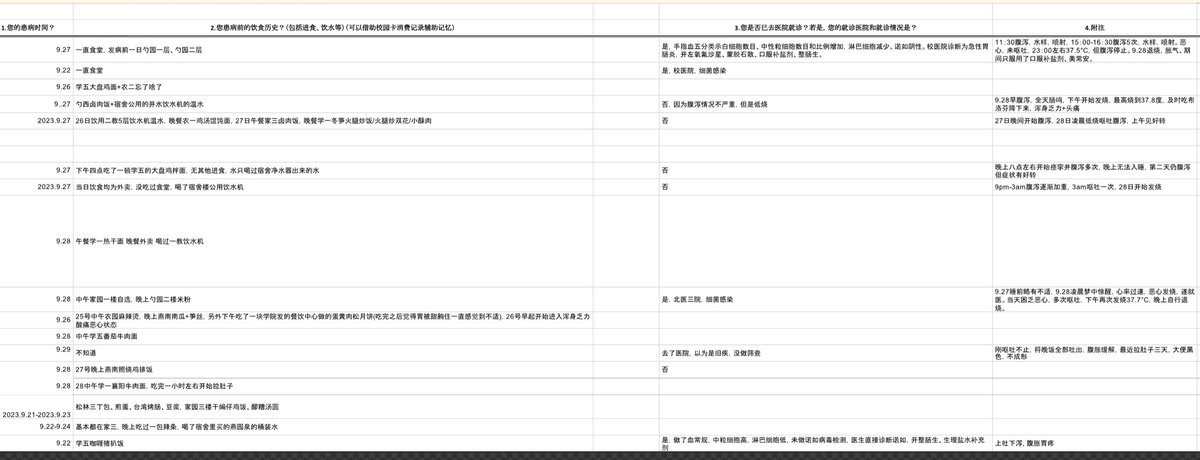 1.您的患病时间？ 2.您患病前的饮食历史？(包括进食、饮水等)(可以借助校园卡消费记录辅助记忆) 3.您是否已去医院就诊？若是, 您的就诊医院和就诊情况是？ 4.附注
9.27 一直食堂, 发病前一日勺园一层、勺园二层
是, 手指血五分类示白细胞数目、中性粒细胞数目和比例增加, 淋巴细胞减少。诺如阴性。校医院诊断为急性胃
肠炎, 开左氧氟沙星、蒙脱石散、口服补盐剂、整肠生。
11:30腹泻, 水样, 喷射, 15:00-16:30腹泻5次, 水样, 喷射。恶
心, 未呕吐, 23:00左右37.5°C, 但腹泻停止。9.28退烧, 胀气。期
间只服用了口服补盐剂、美常安。
9.22 一直食堂 是, 校医院, 细菌感染
9.26 学五大盘鸡面+农二忘了啥了
9..27 勺西卤肉饭+宿舍公用的开水饮水机的温水 否, 因为腹泻情况不严重, 但是低烧
9.28早腹泻, 全天肠鸣, 下午开始发烧, 最高烧到37.8度, 及时吃布
洛芬降下来, 浑身乏力+头痛
2023.9.27 26日饮用二教5层饮水机温水, 晚餐农一鸡汤馄饨面, 27日午餐家三卤肉饭, 晚餐学一冬笋火腿炒饭/火腿炒双花/小酥肉 否 27日晚间开始腹泻, 28日凌晨低烧呕吐腹泻, 上午见好转
9.27 下午四点吃了一顿学五的大盘鸡拌面, 无其他进食, 水只喝过宿舍净水器出来的水 否
晚上八点左右开始痉挛并腹泻多次, 晚上无法入睡, 第二天仍腹泻
但症状有好转
2023.9.27 当日饮食均为外卖, 没吃过食堂, 喝了宿舍楼公用饮水机 否 9pm-3am腹泻逐渐加重, 3am呕吐一次, 28日开始发烧
9.28 午餐学一热干面 晚餐外卖 喝过一教饮水机
9.28 中午家园一楼自选, 晚上勺园二楼米粉 是, 北医三院, 细菌感染
9.27睡前略有不适, 9.28凌晨梦中惊醒, 心率过速, 恶心发烧, 遂就
医。当天困乏恶心, 多次呕吐, 下午再次发烧37.7°C, 晚上自行退
烧。
9.26 25号中午农园麻辣烫, 晚上燕南南瓜+笋丝, 另外下午吃了一块学院发的餐饮中心做的蛋黄肉松月饼(吃完之后觉得胃被甜齁住一直感觉到不适), 26号早起开始进入浑身乏力
酸痛恶心状态
9.28 中午学五番茄牛肉面
9.29 不知道 去了医院, 以为是旧疾, 没做筛查
刚呕吐不止, 将晚饭全部吐出, 腹胀缓解, 最近拉肚子三天, 大便黑
色, 不成形
9.28 27号晚上燕南照烧鸡排饭 否
9.28 28中午学一襄阳牛肉面, 吃完一小时左右开始拉肚子
2023.9.21-2023.9.23 松林三丁包、煎蛋、台湾烤肠、豆浆, 家园三楼干焗仔鸡饭、醪糟汤圆
9.22-9.24 基本都在家三, 晚上吃过一包辣条, 喝了宿舍里买的燕园泉的桶装水
9.22 学五咖喱猪扒饭
是, 做了血常规, 中粒细胞高, 淋巴细胞低, 未做诺如病毒检测, 医生直接诊断诺如, 开整肠生、生理盐水补充
剂
上吐下泻, 腹胀胃疼